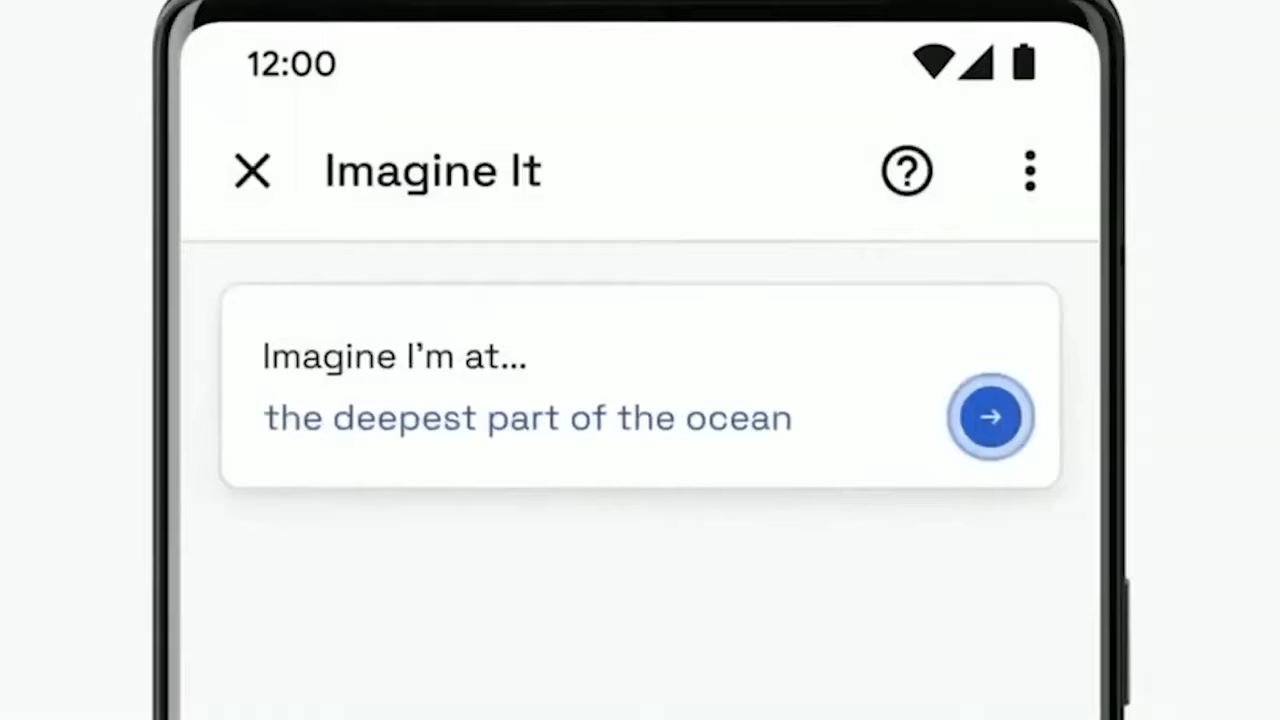 12:00
Imagine It
Imagine I'm at...
the deepest part of the ocean